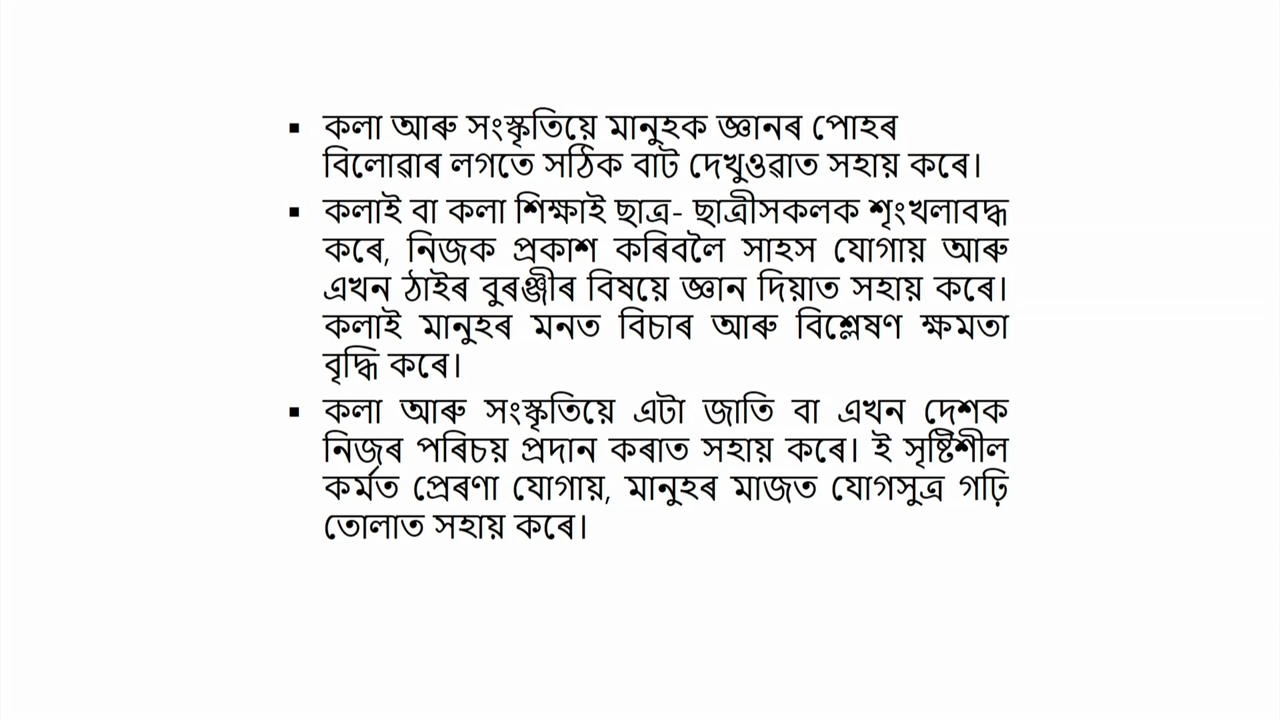 ▪ কলা আৰু সংস্কৃতিয়ে মানুহক জ্ঞানৰ পোহৰ
বিলোৱাৰ লগতে সঠিক বাট দেখুওৱাত সহায় কৰে।
▪ কলাই বা কলা শিক্ষাই ছাত্ৰ- ছাত্ৰীসকলক শৃংখলাবদ্ধ
কৰে, নিজক প্ৰকাশ কৰিবলৈ সাহস যোগায় আৰু
এখন ঠাইৰ বুৰঞ্জীৰ বিষয়ে জ্ঞান দিয়াত সহায় কৰে।
কলাই মানুহৰ মনত বিচাৰ আৰু বিশ্লেষণ ক্ষমতা
বৃদ্ধি কৰে।
▪ কলা আৰু সংস্কৃতিয়ে এটা জাতি বা এখন দেশক
নিজৰ পৰিচয় প্ৰদান কৰাত সহায় কৰে। ই সৃষ্টিশীল
কৰ্মত প্ৰেৰণা যোগায়, মানুহৰ মাজত যোগসুত্ৰ গঢ়ি
তোলাত সহায় কৰে।